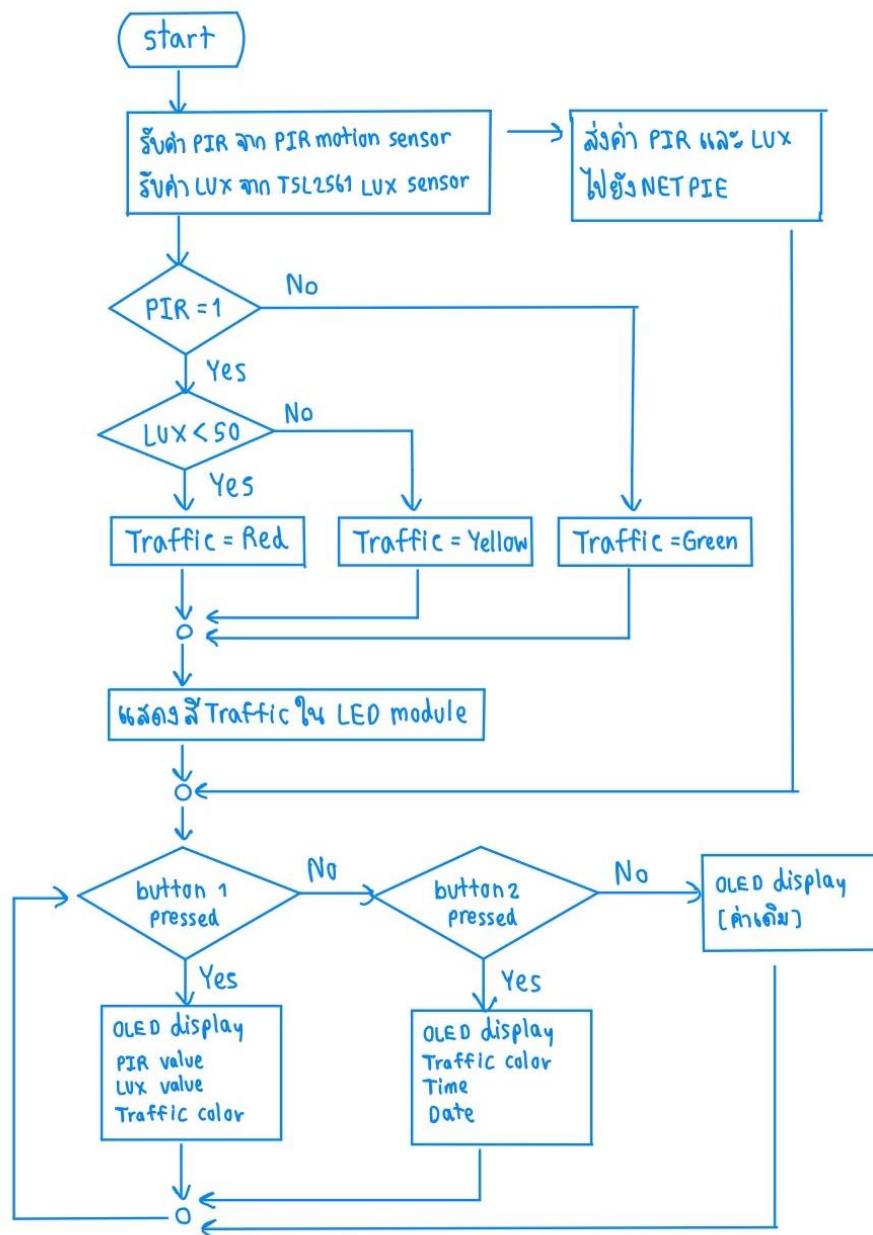 start
รับค่า PIR จาก PIR motion sensor
รับค่า LUX จาก TSL2561 LUX sensor
ส่งค่า PIR และ LUX
ไปยัง NETPIE
PIR = 1
No
Yes
LUX < 50
No
Yes
Traffic = Red
Traffic = Yellow
Traffic = Green
แสดงสี Traffic ใน LED module
button 1
pressed
No
button 2
pressed
No
OLED display
[ค่าเดิม]
Yes
Yes
OLED display
PIR value
LUX value
Traffic color
OLED display
Traffic color
Time
Date